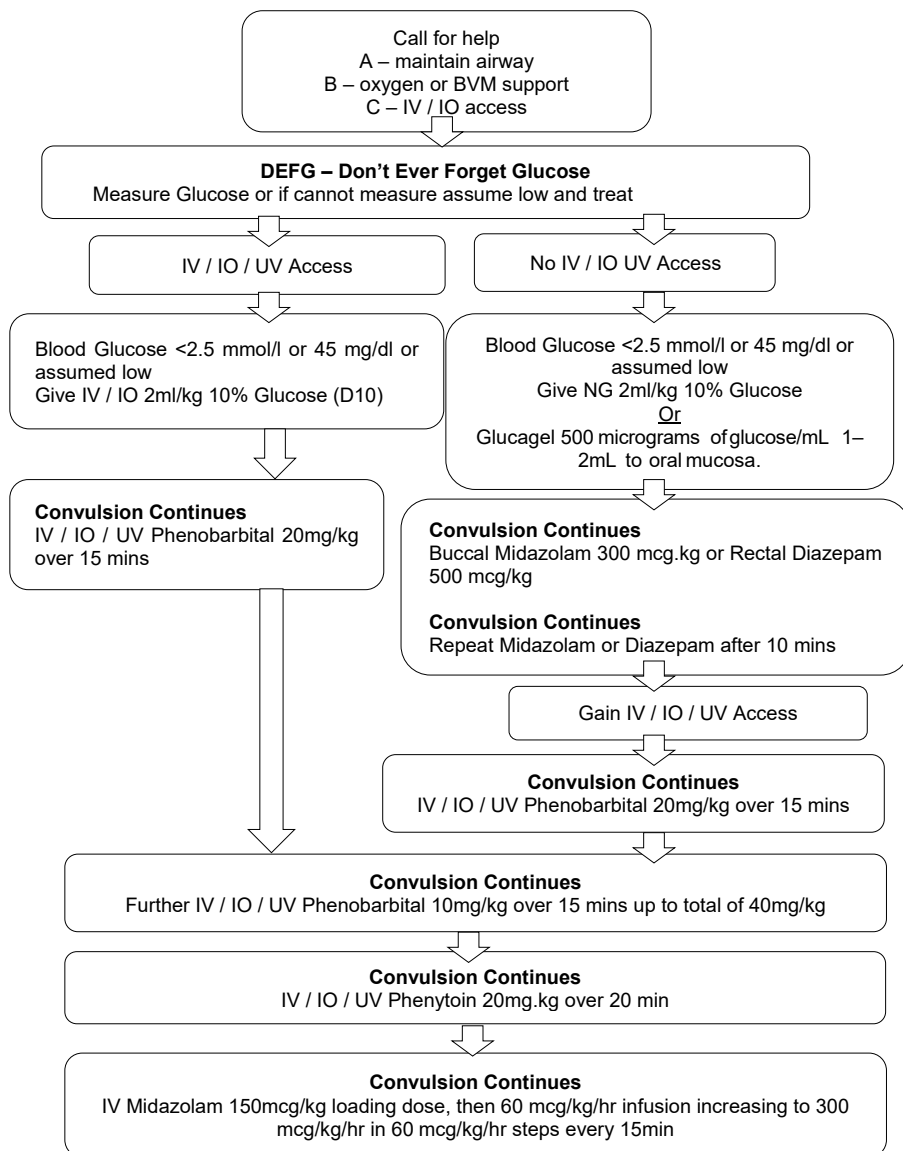 Call for help
A – maintain airway
B – oxygen or BVM support
C – IV / IO access
DEFG – Don't Ever Forget Glucose
Measure Glucose or if cannot measure assume low and treat
IV / IO / UV Access
No IV / IO UV Access
Blood Glucose <2.5 mmol/l or 45 mg/dl or
assumed low
Give IV / IO 2ml/kg 10% Glucose (D10)
Blood Glucose <2.5 mmol/l or 45 mg/dl or
assumed low
Give NG 2ml/kg 10% Glucose
Or
Glucagel 500 micrograms of glucose/mL 1–
2mL to oral mucosa.
Convulsion Continues
IV / IO / UV Phenobarbital 20mg/kg
over 15 mins
Convulsion Continues
Buccal Midazolam 300 mcg.kg or Rectal Diazepam
500 mcg/kg
Convulsion Continues
Repeat Midazolam or Diazepam after 10 mins
Gain IV / IO / UV Access
Convulsion Continues
IV / IO / UV Phenobarbital 20mg/kg over 15 mins
Convulsion Continues
Further IV / IO / UV Phenobarbital 10mg/kg over 15 mins up to total of 40mg/kg
Convulsion Continues
IV / IO / UV Phenytoin 20mg.kg over 20 min
Convulsion Continues
IV Midazolam 150mcg/kg loading dose, then 60 mcg/kg/hr infusion increasing to 300
mcg/kg/hr in 60 mcg/kg/hr steps every 15min